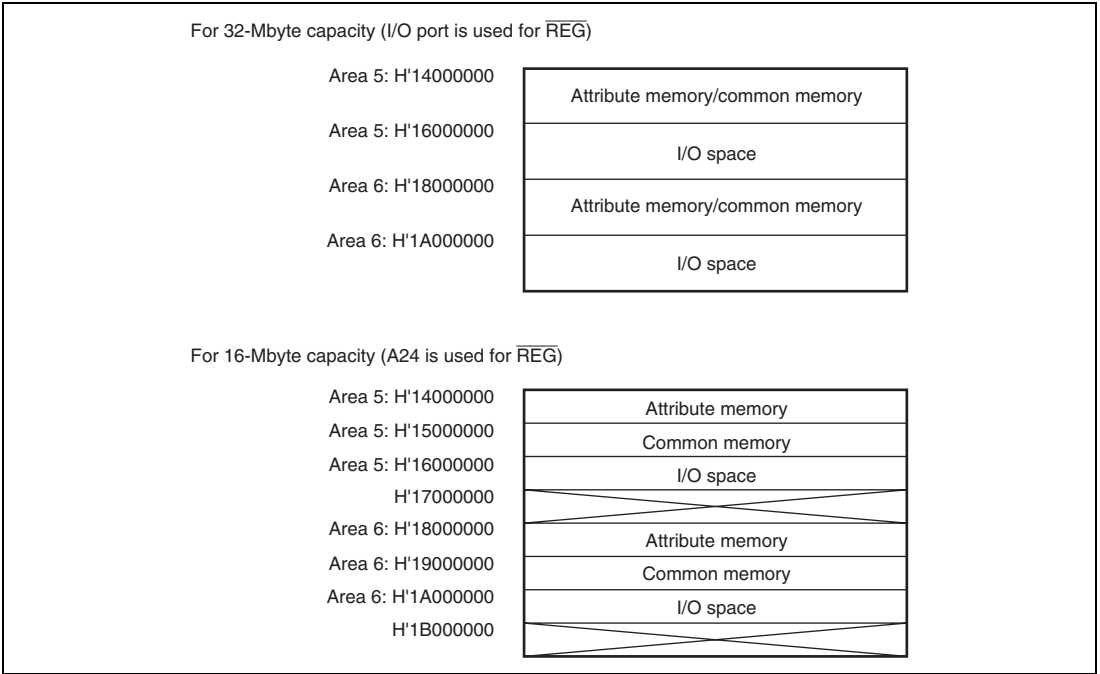 For 32-Mbyte capacity (I/O port is used for R̅E̅G̅)
Area 5: H'14000000
Attribute memory/common memory
Area 5: H'16000000
I/O space
Area 6: H'18000000
Attribute memory/common memory
Area 6: H'1A000000
I/O space
For 16-Mbyte capacity (A24 is used for R̅E̅G̅)
Area 5: H'14000000
Attribute memory
Area 5: H'15000000
Common memory
Area 5: H'16000000
I/O space
H'17000000
Area 6: H'18000000
Attribute memory
Area 6: H'19000000
Common memory
Area 6: H'1A000000
I/O space
H'1B000000